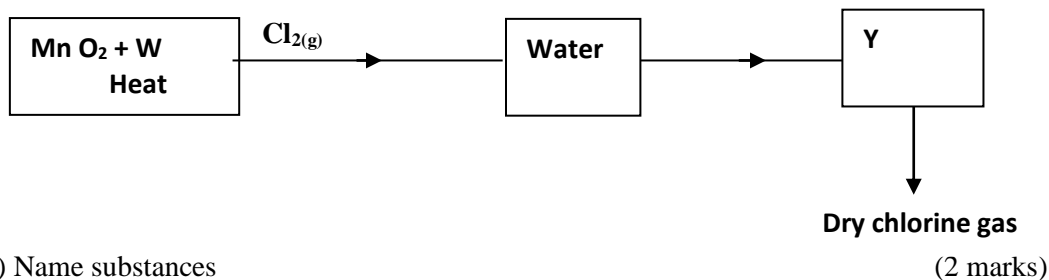 Mn O₂ + W
Heat
Cl₂(g)
Water
Y
Dry chlorine gas
) Name substances (2 marks)